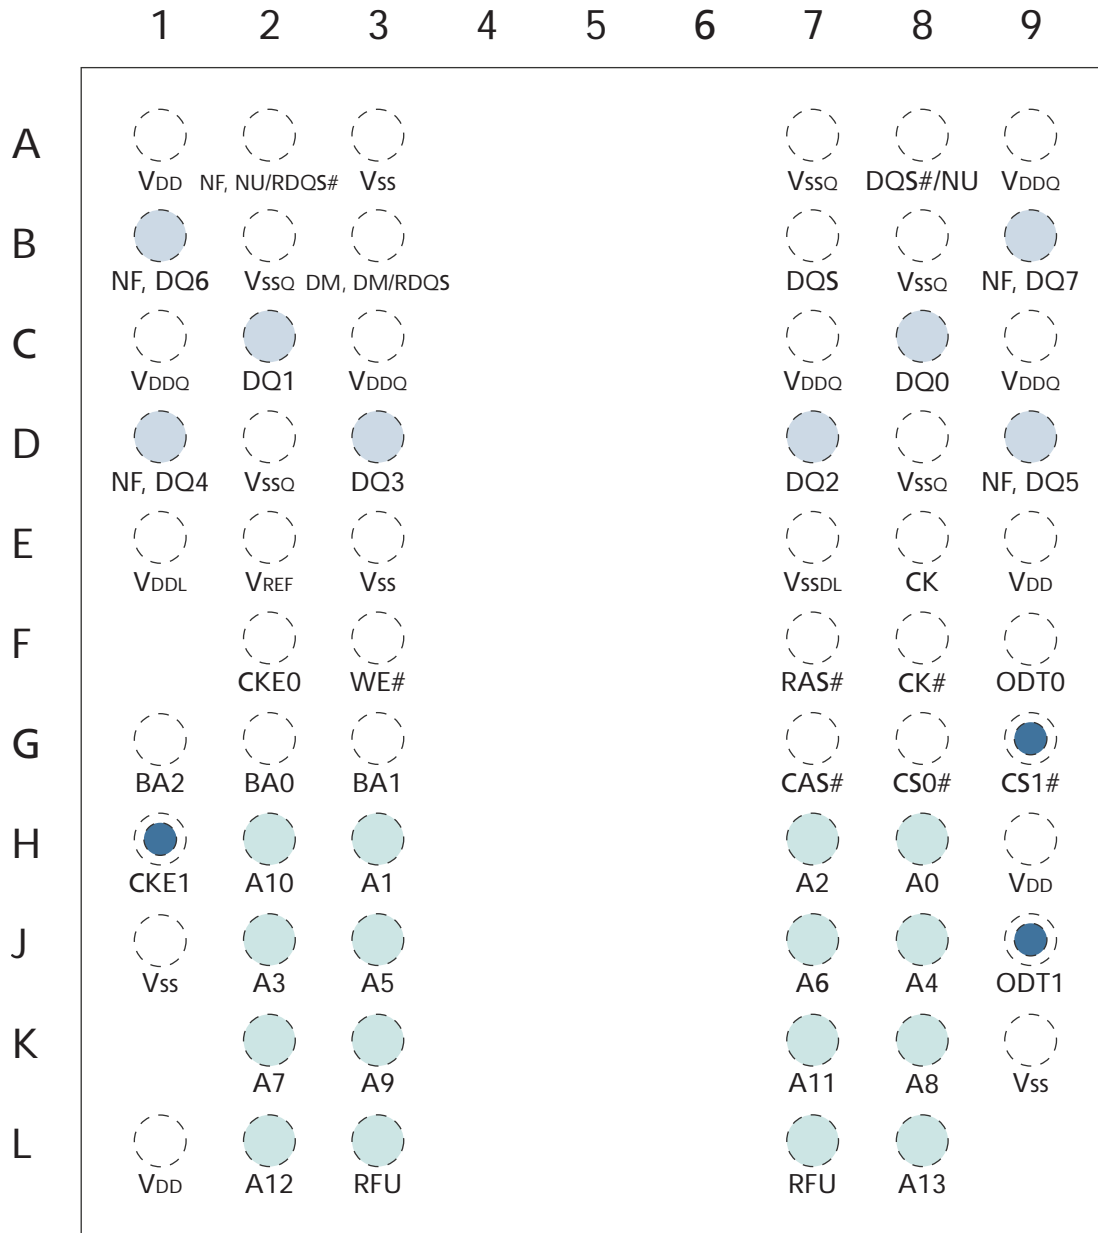 1 2 3 4 5 6 7 8 9
A
VDD NF, NU/RDQS# VSS VSSQ DQS#/NU VDDQ
B
NF, DQ6 VSSQ DM, DM/RDQS DQS VSSQ NF, DQ7
C
VDDQ DQ1 VDDQ VDDQ DQ0 VDDQ
D
NF, DQ4 VSSQ DQ3 DQ2 VSSQ NF, DQ5
E
VDDL VREF VSS VSSDL CK VDD
F
CKE0 WE# RAS# CK# ODT0
G
BA2 BA0 BA1 CAS# CS0# CS1#
H
CKE1 A10 A1 A2 A0 VDD
J
VSS A3 A5 A6 A4 ODT1
K
A7 A9 A11 A8 VSS
L
VDD A12 RFU RFU A13